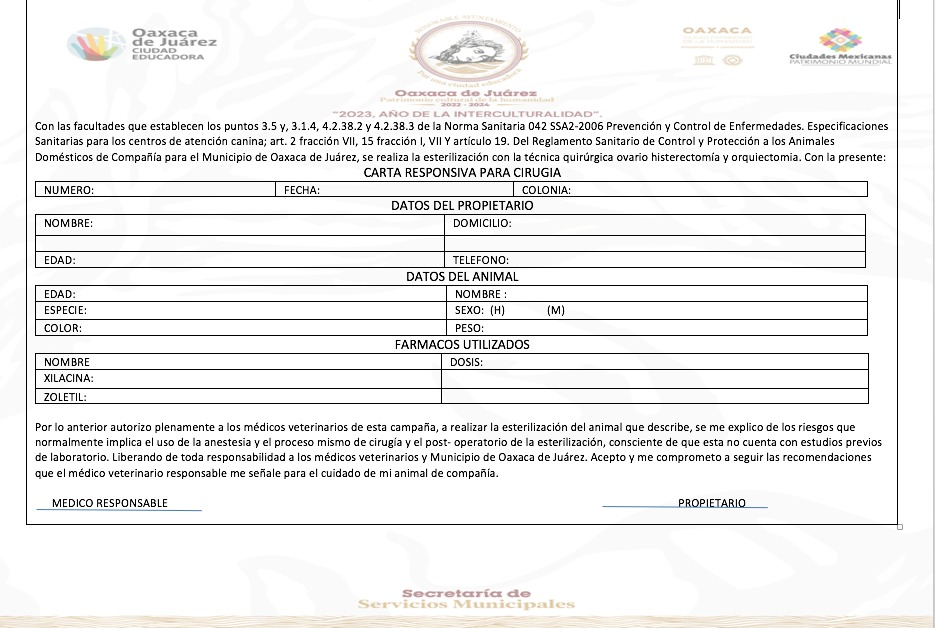 Oaxaca
de Juárez
CIUDAD
EDUCADORA
OAXACA
Ciudades Mexicanas
PATRIMONIO MUNDIAL
Oaxaca de Juárez
Patrimonio cultural de la humanidad
2022 - 2024
"2023, AÑO DE LA INTERCULTURALIDAD".
Con las facultades que establecen los puntos 3.5 y, 3.1.4, 4.2.38.2 y 4.2.38.3 de la Norma Sanitaria 042 SSA2-2006 Prevención y Control de Enfermedades. Especificaciones
Sanitarias para los centros de atención canina; art. 2 fracción VII, 15 fracción I, VII Y artículo 19. Del Reglamento Sanitario de Control y Protección a los Animales
Domésticos de Compañía para el Municipio de Oaxaca de Juárez, se realiza la esterilización con la técnica quirúrgica ovario histerectomía y orquiectomia. Con la presente:
CARTA RESPONSIVA PARA CIRUGIA
NUMERO: FECHA: COLONIA:
DATOS DEL PROPIETARIO
NOMBRE: DOMICILIO:
EDAD: TELEFONO:
DATOS DEL ANIMAL
EDAD: NOMBRE :
ESPECIE: SEXO: (H) (M)
COLOR: PESO:
FARMACOS UTILIZADOS
NOMBRE DOSIS:
XILACINA:
ZOLETIL:
Por lo anterior autorizo plenamente a los médicos veterinarios de esta campaña, a realizar la esterilización del animal que describe, se me explico de los riesgos que
normalmente implica el uso de la anestesia y el proceso mismo de cirugía y el post- operatorio de la esterilización, consciente de que esta no cuenta con estudios previos
de laboratorio. Liberando de toda responsabilidad a los médicos veterinarios y Municipio de Oaxaca de Juárez. Acepto y me comprometo a seguir las recomendaciones
que el médico veterinario responsable me señale para el cuidado de mi animal de compañía.
MEDICO RESPONSABLE PROPIETARIO
Secretaría de
Servicios Municipales